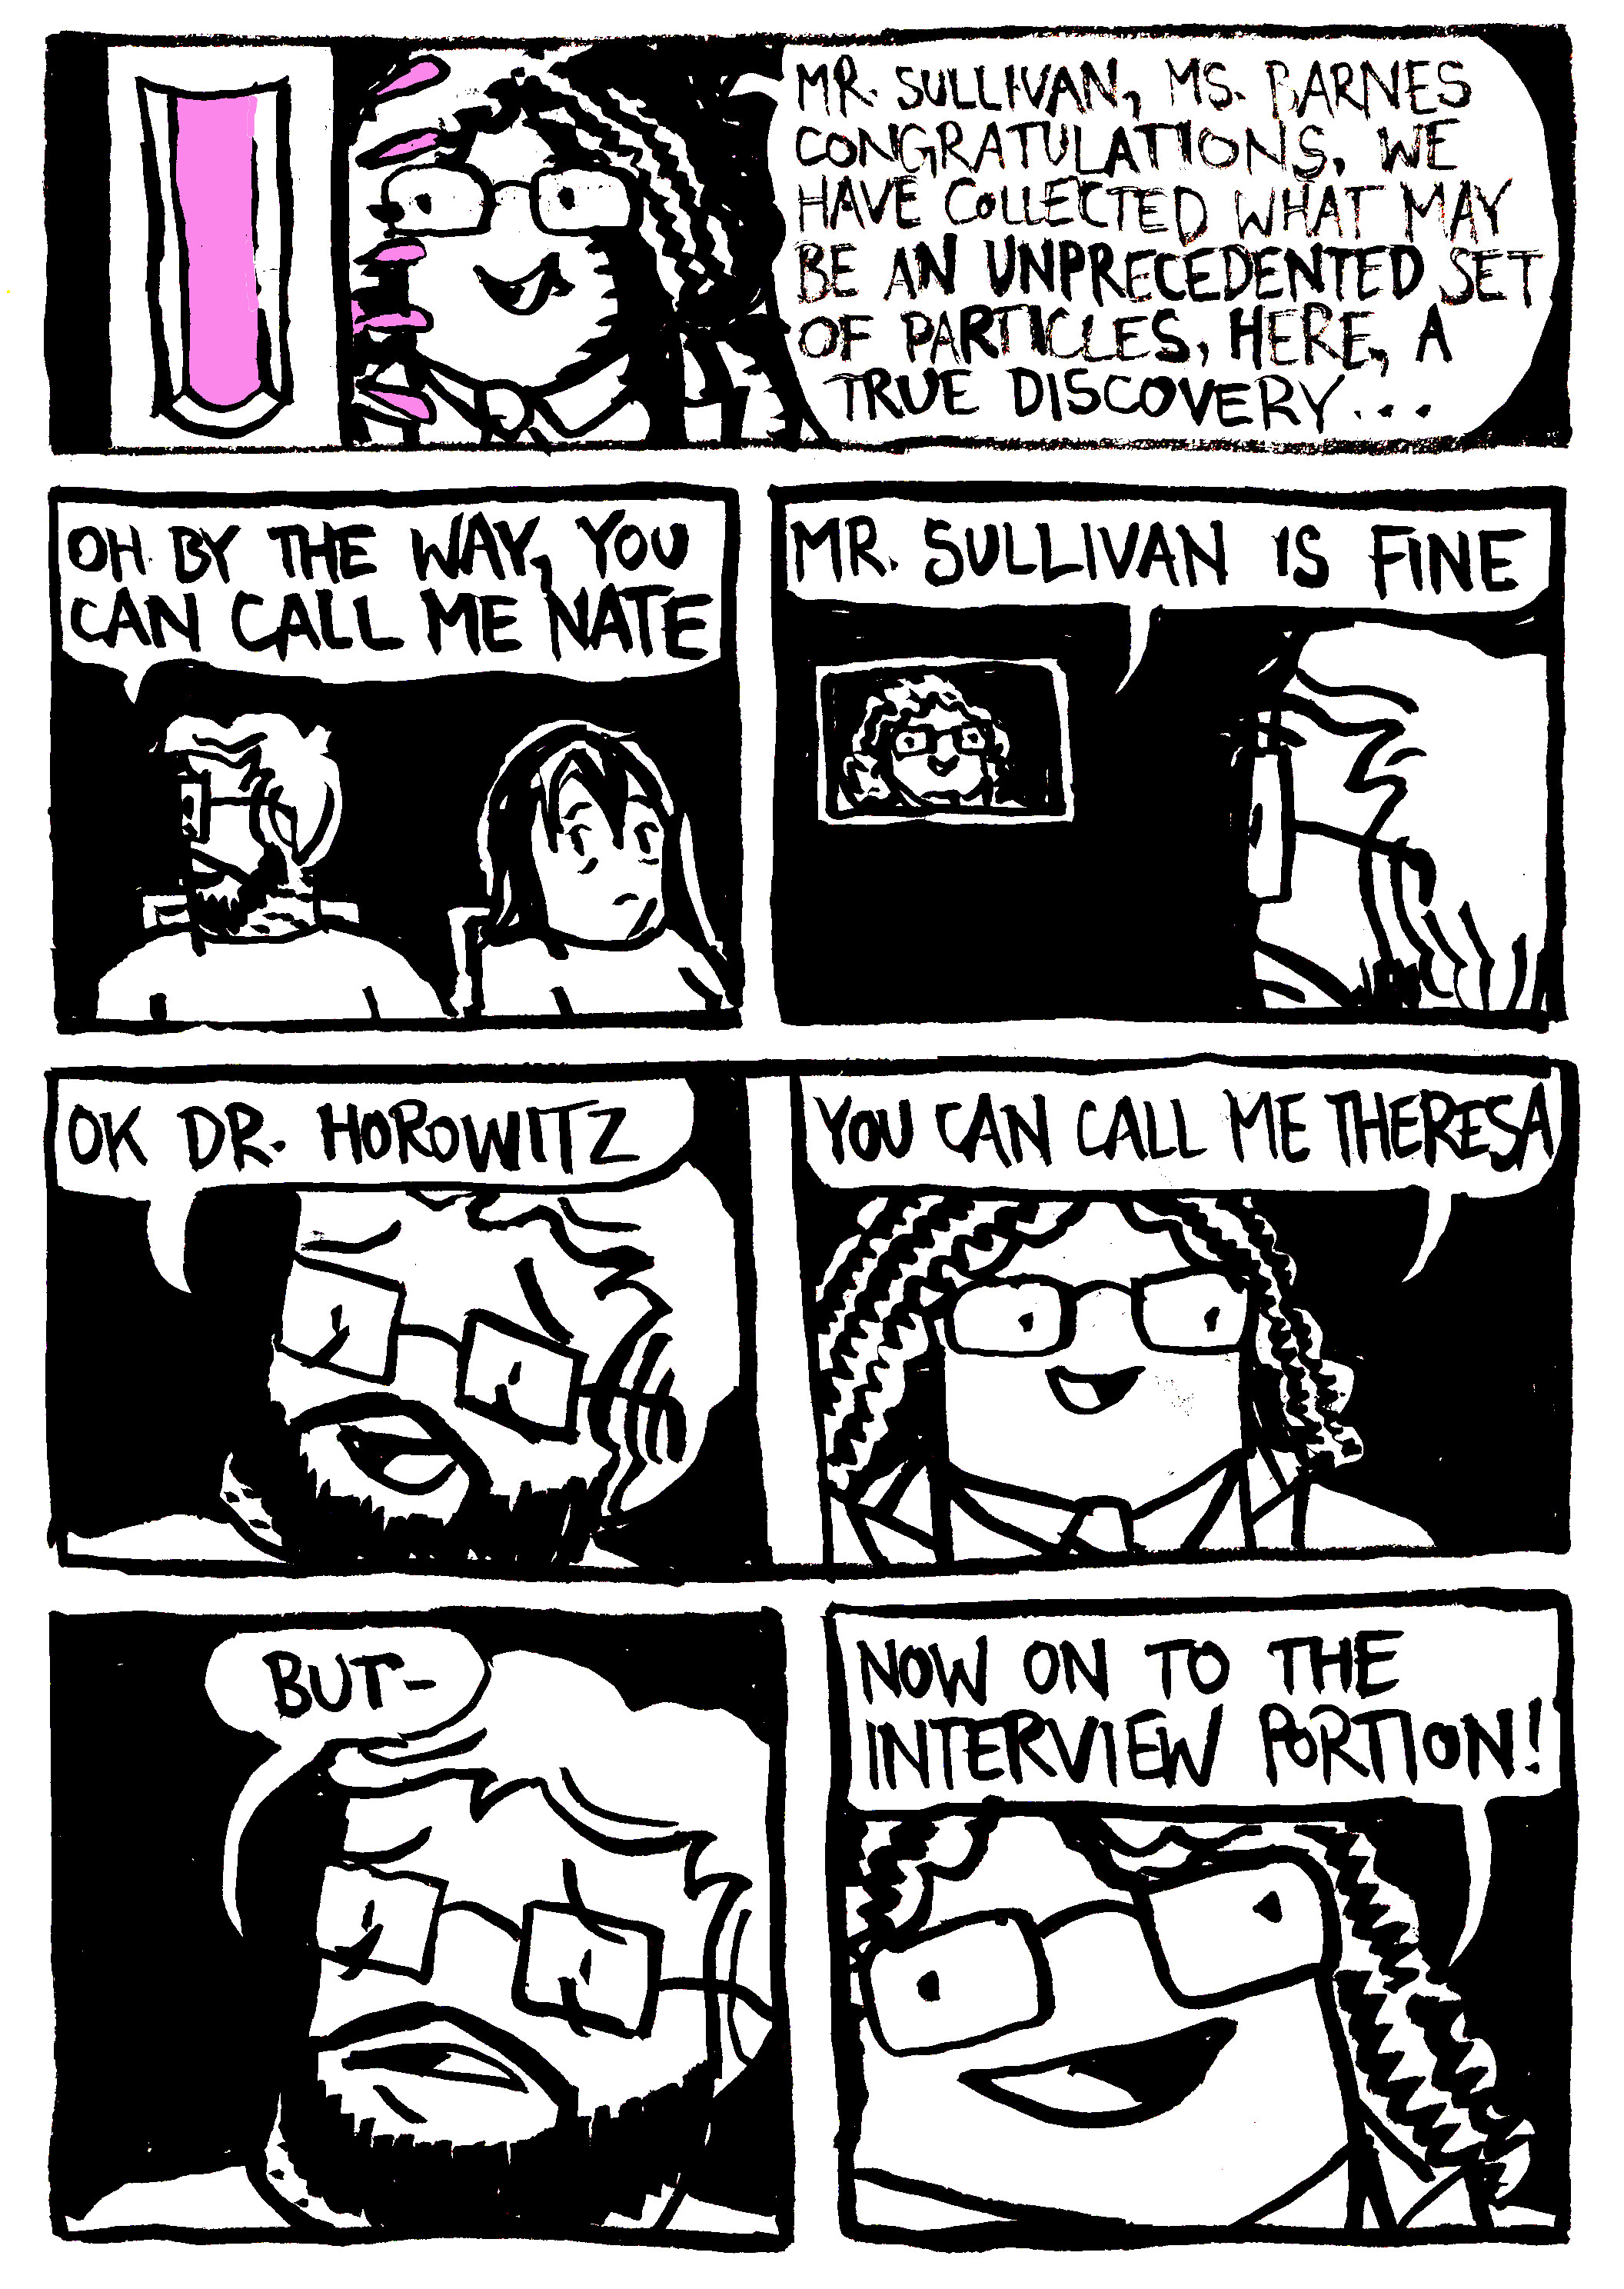 MR. SULLIVAN, MS. BARNES
CONGRATULATIONS. WE
HAVE COLLECTED WHAT MAY
BE AN UNPRECEDENTED SET
OF PARTICLES, HERE, A
TRUE DISCOVERY...
OH BY THE WAY, YOU
CAN CALL ME NATE
MR. SULLIVAN IS FINE
OK DR. HOROWITZ
YOU CAN CALL ME THERESA
BUT-
NOW ON TO THE
INTERVIEW PORTION!